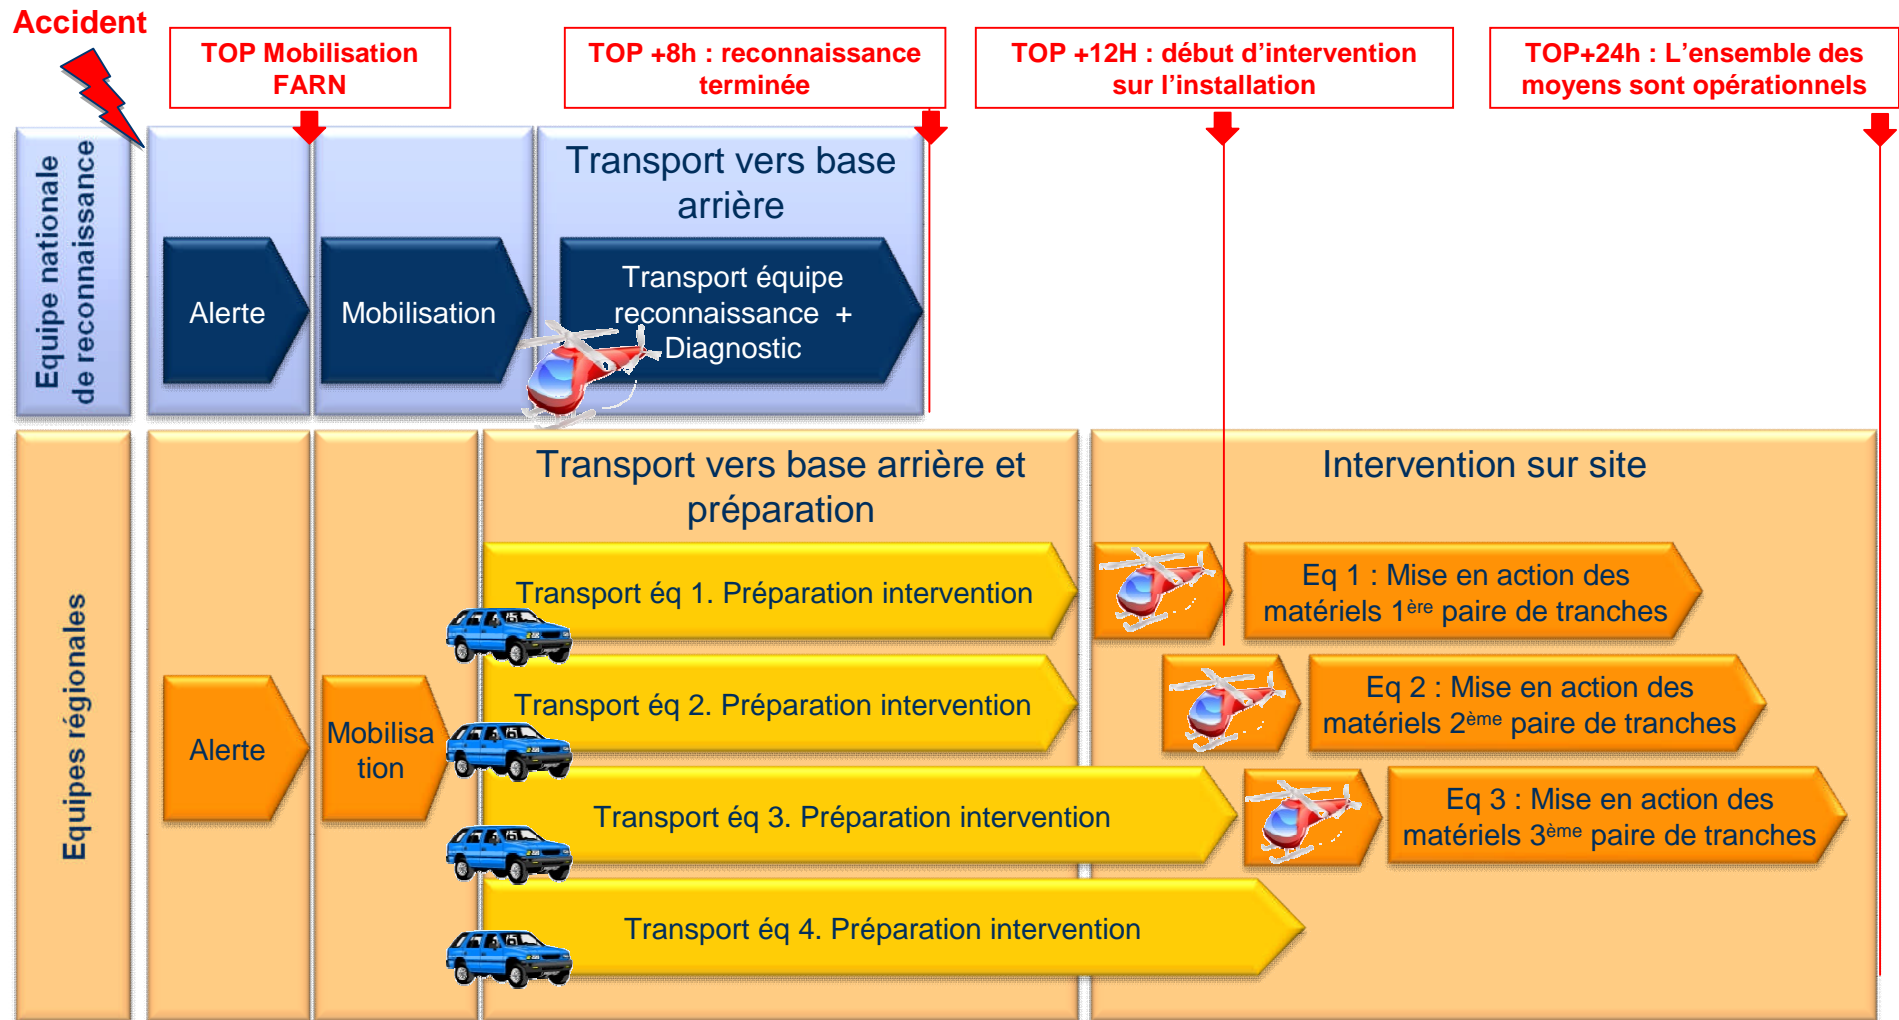 Accident
TOP Mobilisation
FARN
TOP +8h : reconnaissance
terminée
TOP +12H : début d'intervention
sur l'installation
TOP+24h : L'ensemble des
moyens sont opérationnels
Equipe nationale
de reconnaissance
Transport vers base
arrière
Alerte
Mobilisation
Transport équipe
reconnaissance +
Diagnostic
Equipes régionales
Transport vers base arrière et
préparation
Intervention sur site
Alerte
Mobilisa
tion
Transport éq 1. Préparation intervention
Eq 1 : Mise en action des
matériels 1ère paire de tranches
Transport éq 2. Préparation intervention
Eq 2 : Mise en action des
matériels 2ème paire de tranches
Transport éq 3. Préparation intervention
Eq 3 : Mise en action des
matériels 3ème paire de tranches
Transport éq 4. Préparation intervention